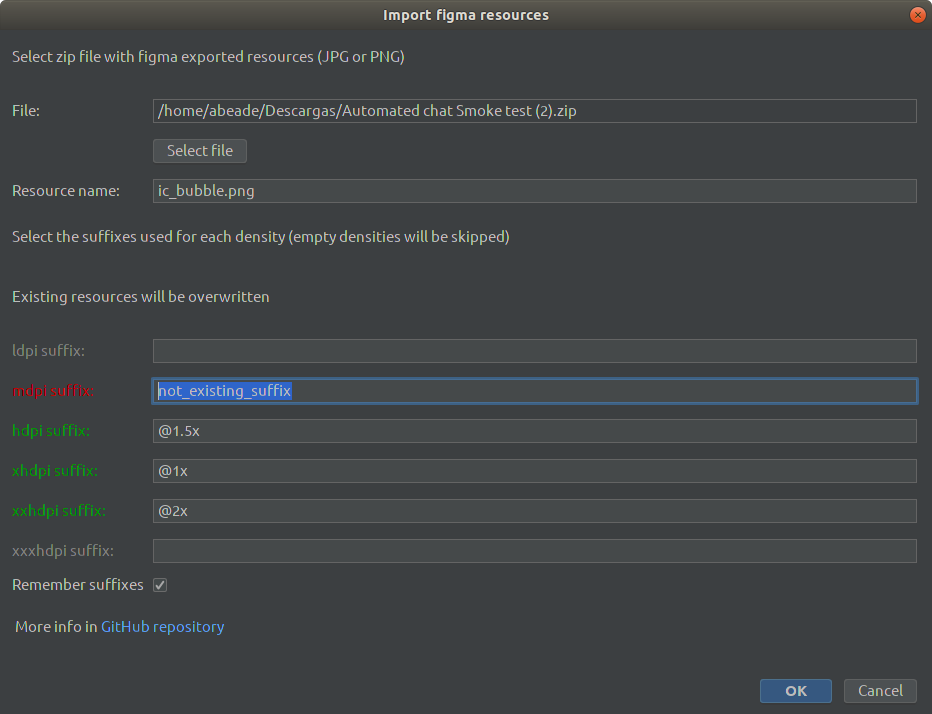 Import figma resources
Select zip file with figma exported resources (JPG or PNG)
File: /home/abeade/Descargas/Automated chat Smoke test (2).zip
Select file
Resource name: ic_bubble.png
Select the suffixes used for each density (empty densities will be skipped)
Existing resources will be overwritten
ldpi suffix:
mdpi suffix: not_existing_suffix
hdpi suffix: @1.5x
xhdpi suffix: @1x
xxhdpi suffix: @2x
xxxhdpi suffix:
Remember suffixes
More info in GitHub repository
OK Cancel